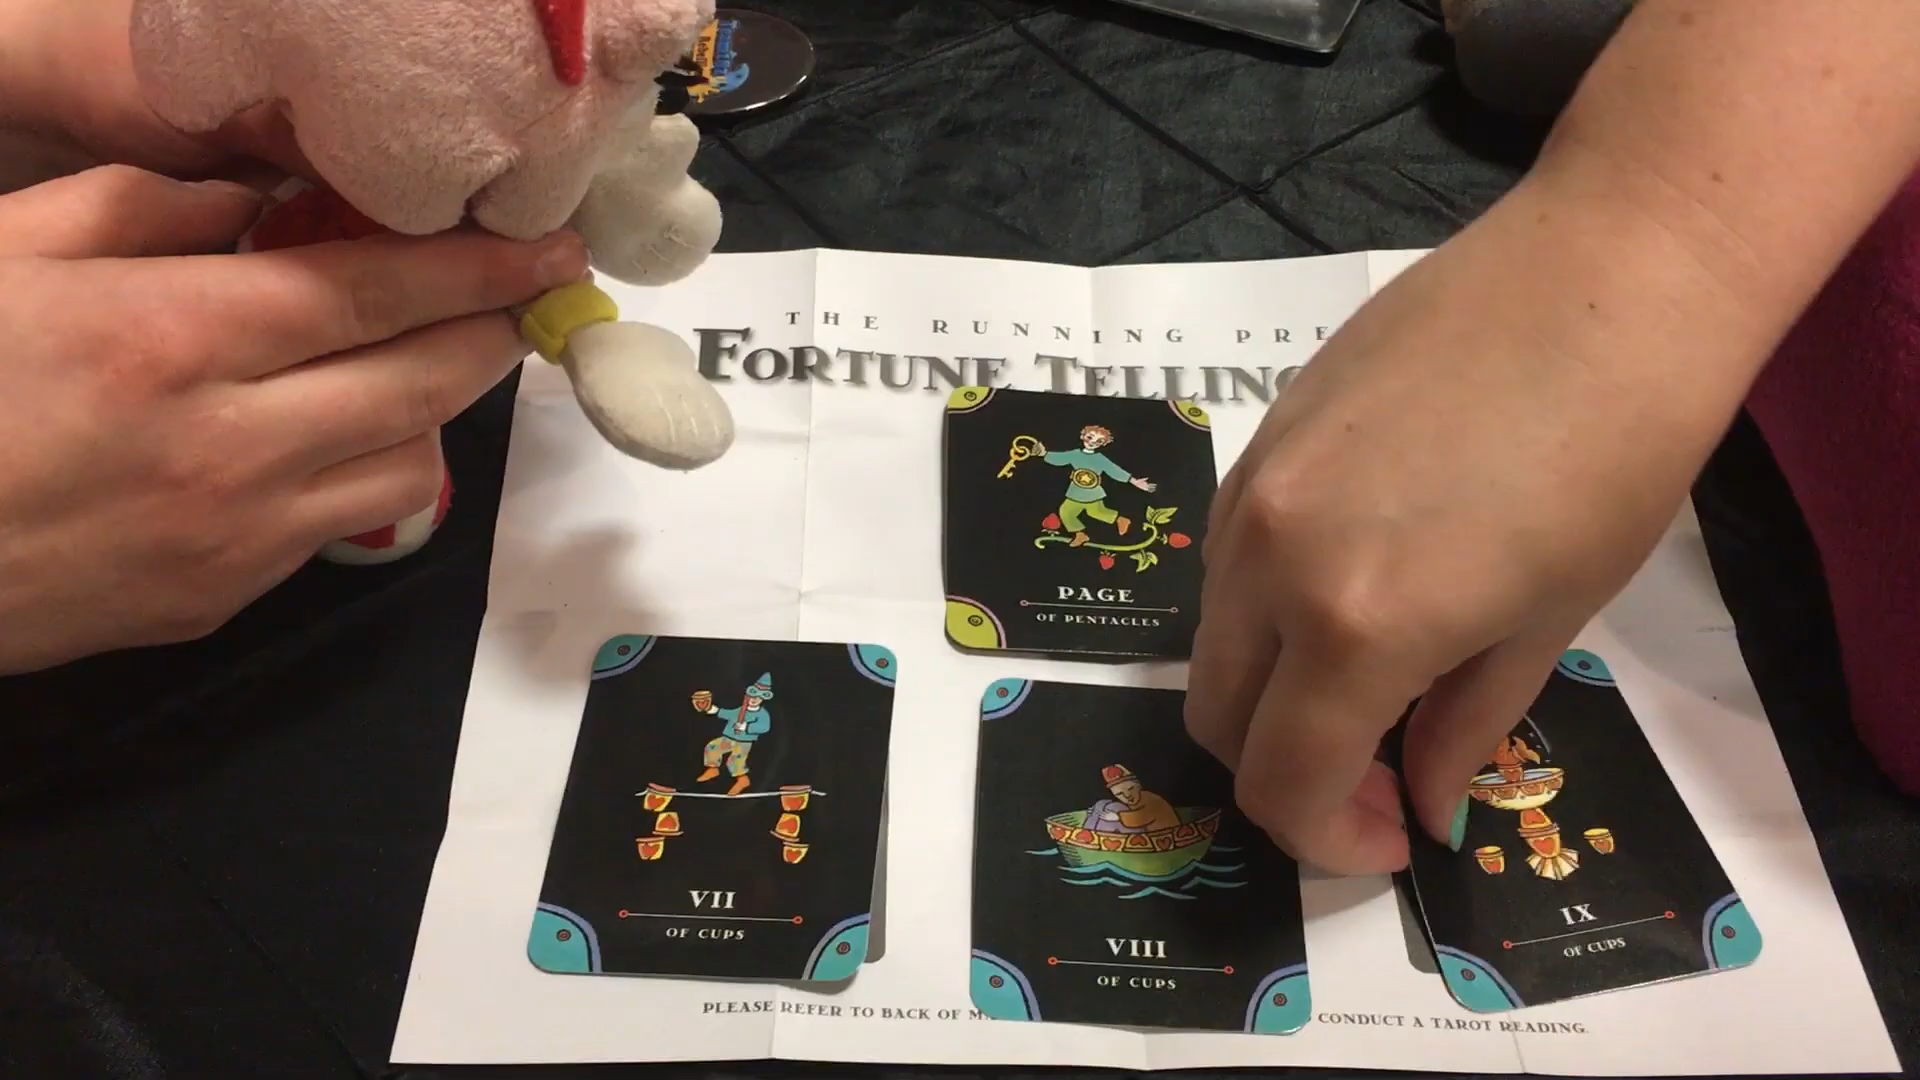 THE RUNNING PRE
FORTUNE TELLING
PAGE
OF PENTACLES
VII
OF CUPS
VIII
OF CUPS
IX
OF CUPS
PLEASE REFER TO BACK OF M
CONDUCT A TAROT READING.